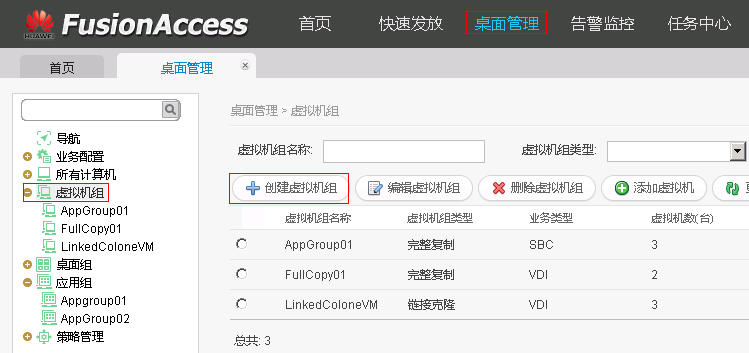 HUAWEI FusionAccess 首页 快速发放 桌面管理 告警监控 任务中心
首页 桌面管理
桌面管理 > 虚拟机组
导航
业务配置
所有计算机
虚拟机组
AppGroup01
FullCopy01
LinkedColoneVM
桌面组
应用组
Appgroup01
AppGroup02
策略管理
虚拟机组名称: 虚拟机组类型:
创建虚拟机组 编辑虚拟机组 删除虚拟机组 添加虚拟机
虚拟机组名称 虚拟机组类型 业务类型 虚拟机数(台)
AppGroup01 完整复制 SBC 3
FullCopy01 完整复制 VDI 2
LinkedColoneVM 链接克隆 VDI 3
总共: 3